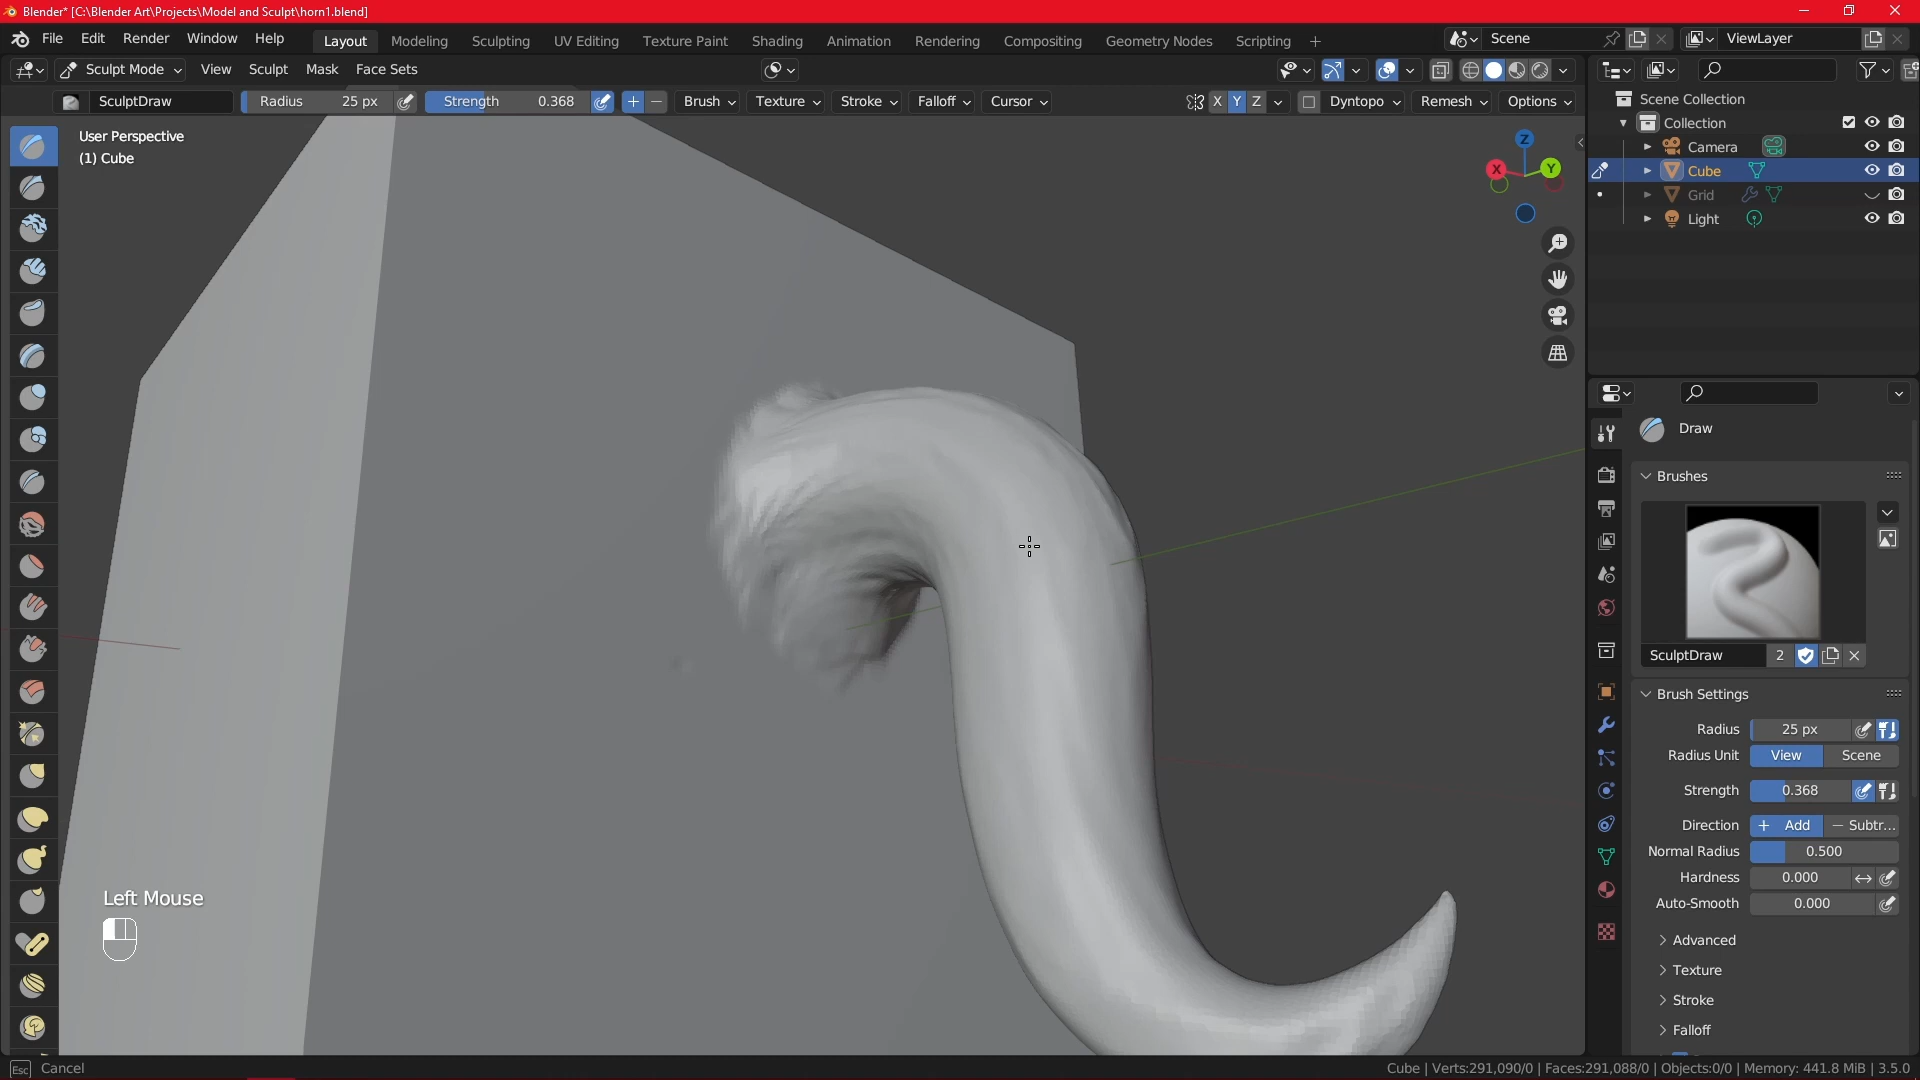 Blender* [C:\Blender Art\Projects\Model and Sculpt\horn1.blend]
File Edit Render Window Help Layout Modeling Sculpting UV Editing Texture Paint Shading Animation Rendering Compositing Geometry Nodes Scripting + Scene ViewLayer
Sculpt Mode View Sculpt Mask Face Sets
SculptDraw Radius 25 px Strength 0.368 Brush Texture Stroke Falloff Cursor X Y Z Dyntopo Remesh Options
User Perspective
(1) Cube
Z
X
Y
Left Mouse
Scene Collection
Collection
Camera
Cube
Grid
Light
Draw
Brushes
SculptDraw 2
Brush Settings
Radius 25 px
Radius Unit View Scene
Strength 0.368
Direction + Add − Subtr...
Normal Radius 0.500
Hardness 0.000
Auto-Smooth 0.000
Advanced
Texture
Stroke
Falloff
Esc Cancel
Cube | Verts:291,090/0 | Faces:291,088/0 | Objects:0/0 | Memory: 441.8 MiB | 3.5.0